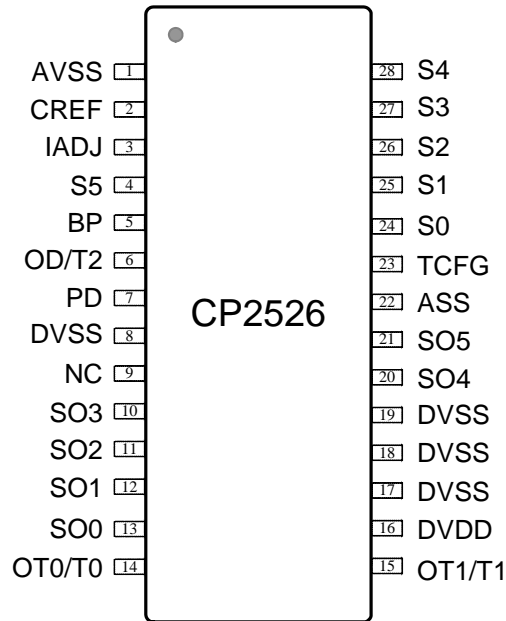 AVSS 1 28 S4
CREF 2 27 S3
IADJ 3 26 S2
S5 4 25 S1
BP 5 24 S0
OD/T2 6 23 TCFG
PD 7 22 ASS
CP2526
DVSS 8 21 SO5
NC 9 20 SO4
SO3 10 19 DVSS
SO2 11 18 DVSS
SO1 12 17 DVSS
SO0 13 16 DVDD
OT0/T0 14 15 OT1/T1